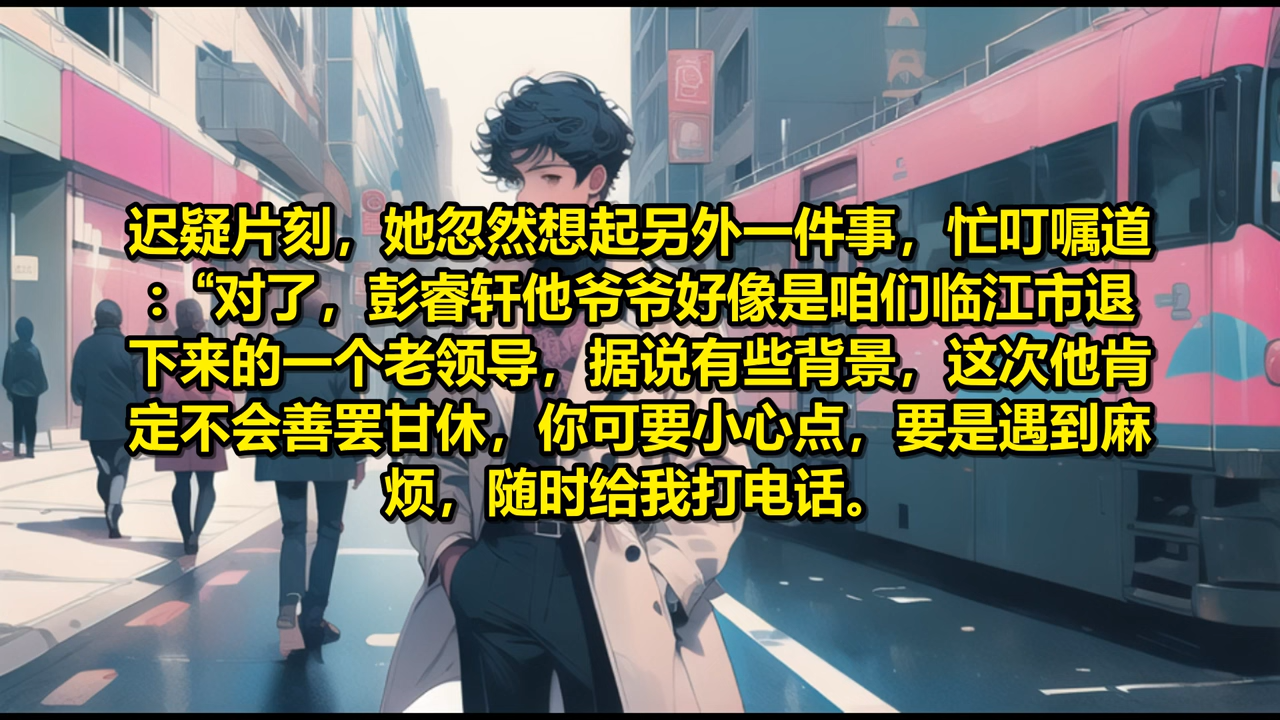 迟疑片刻，她忽然想起另外一件事，忙叮嘱道
：“对了，彭睿轩他爷爷好像是咱们临江市退
下来的一个老领导，据说有些背景，这次他肯
定不会善罢甘休，你可要小心点，要是遇到麻
烦，随时给我打电话。